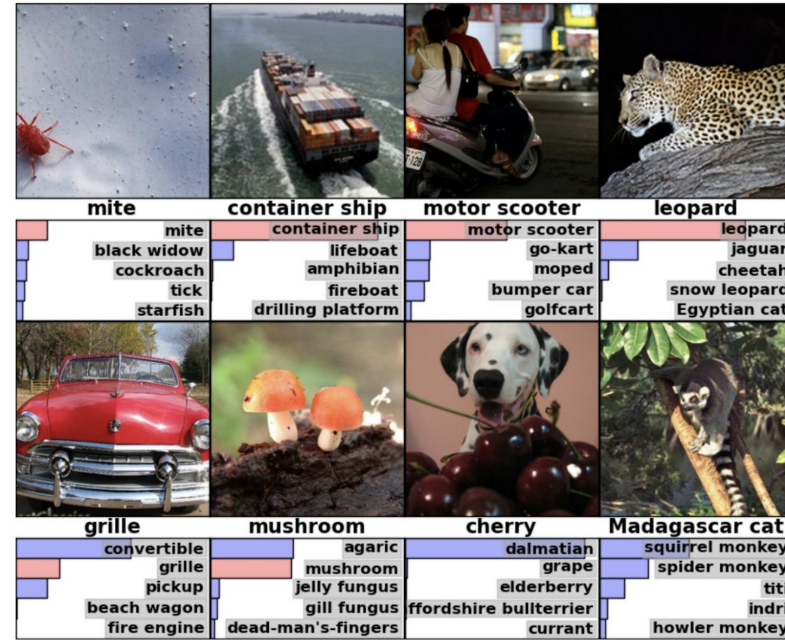 mite
container ship
motor scooter
leopard
mite
black widow
cockroach
tick
starfish
container ship
lifeboat
amphibian
fireboat
drilling platform
motor scooter
go-kart
moped
bumper car
golfcart
leopard
jaguar
cheetah
snow leopard
Egyptian cat
grille
mushroom
cherry
Madagascar cat
convertible
grille
pickup
beach wagon
fire engine
agaric
mushroom
jelly fungus
gill fungus
dead-man's-fingers
dalmatian
grape
elderberry
ffordshire bullterrier
currant
squirrel monkey
spider monkey
titi
indri
howler monkey